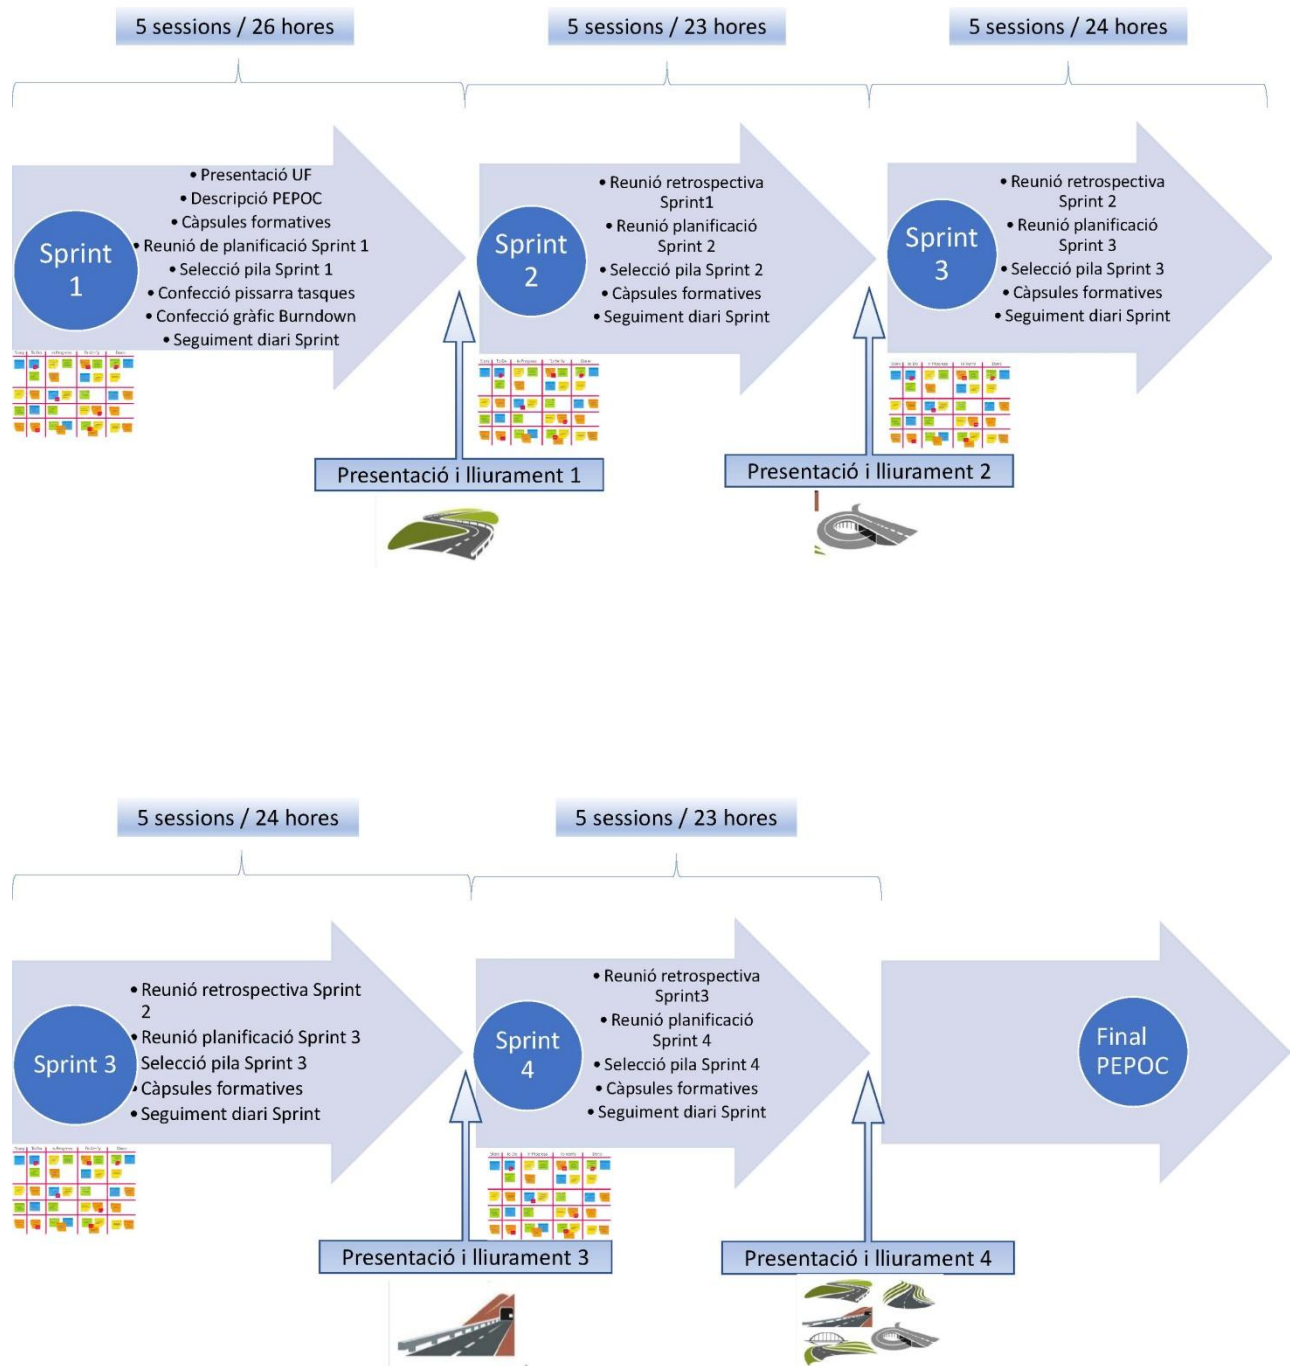 5 sessions / 26 hores
5 sessions / 23 hores
5 sessions / 24 hores
Sprint
1
• Presentació UF
• Descripció PEPOC
• Càpsules formatives
• Reunió de planificació Sprint 1
• Selecció pila Sprint 1
• Confecció pissarra tasques
• Confecció gràfic Burndown
• Seguiment diari Sprint
Sprint
2
• Reunió retrospectiva
Sprint1
• Reunió planificació
Sprint 2
• Selecció pila Sprint 2
• Càpsules formatives
• Seguiment diari Sprint
Sprint
3
• Reunió retrospectiva
Sprint 2
• Reunió planificació
Sprint 3
• Selecció pila Sprint 3
• Càpsules formatives
• Seguiment diari Sprint
Presentació i lliurament 1
Presentació i lliurament 2
5 sessions / 24 hores
5 sessions / 23 hores
Sprint 3
• Reunió retrospectiva Sprint
2
• Reunió planificació Sprint 3
Selecció pila Sprint 3
• Càpsules formatives
• Seguiment diari Sprint
Sprint
4
• Reunió retrospectiva
Sprint3
• Reunió planificació
Sprint 4
• Selecció pila Sprint 4
• Càpsules formatives
• Seguiment diari Sprint
Final
PEPOC
Presentació i lliurament 3
Presentació i lliurament 4